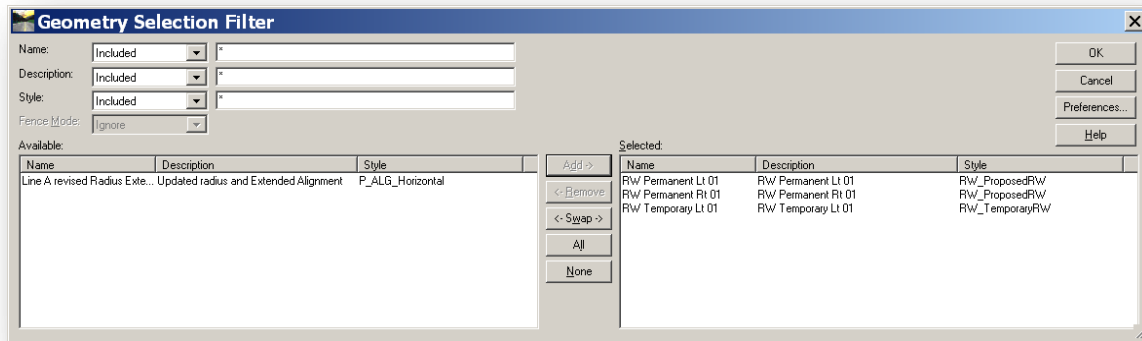 Geometry Selection Filter
Name: Included *
Description: Included *
Style: Included *
Fence Mode: Ignore
OK
Cancel
Preferences...
Help
Available:
Name Description Style
Line A revised Radius Exte... Updated radius and Extended Alignment P_ALG_Horizontal
Add ->
<- Remove
<- Swap ->
All
None
Selected:
Name Description Style
RW Permanent Lt 01 RW Permanent Lt 01 RW_ProposedRW
RW Permanent Rt 01 RW Permanent Rt 01 RW_ProposedRW
RW Temporary Lt 01 RW Temporary Lt 01 RW_TemporaryRW